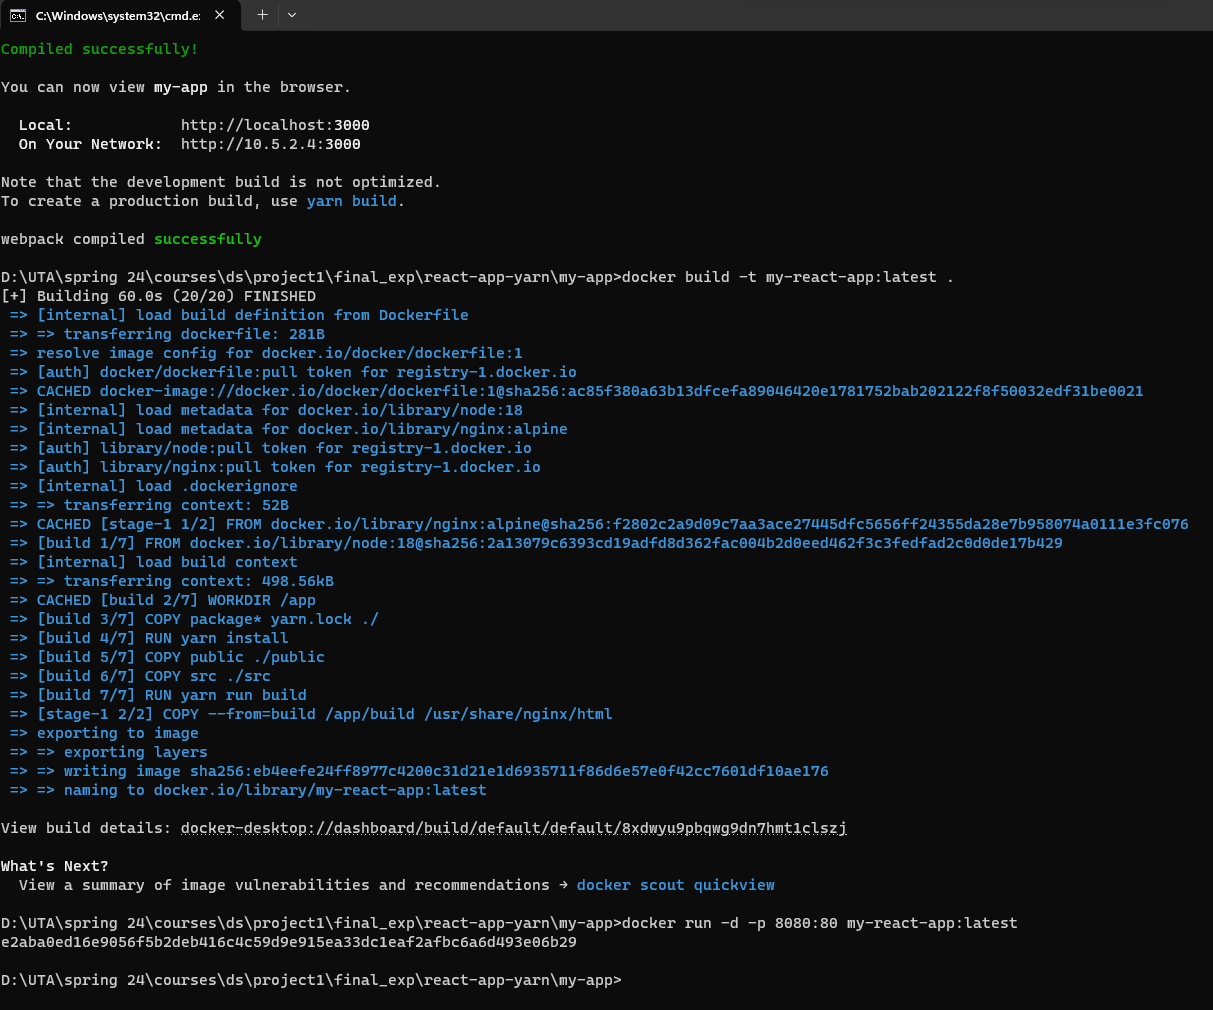 C:\Windows\system32\cmd.e:
Compiled successfully!
You can now view my-app in the browser.
Local: http://localhost:3000
On Your Network: http://10.5.2.4:3000
Note that the development build is not optimized.
To create a production build, use yarn build.
webpack compiled successfully
D:\UTA\spring 24\courses\ds\project1\final_exp\react-app-yarn\my-app>docker build -t my-react-app:latest .
[+] Building 60.0s (20/20) FINISHED
=> [internal] load build definition from Dockerfile
=> => transferring dockerfile: 281B
=> resolve image config for docker.io/docker/dockerfile:1
=> [auth] docker/dockerfile:pull token for registry-1.docker.io
=> CACHED docker-image://docker.io/docker/dockerfile:1@sha256:ac85f380a63b13dfcefa89046420e1781752bab202122f8f50032edf31be0021
=> [internal] load metadata for docker.io/library/node:18
=> [internal] load metadata for docker.io/library/nginx:alpine
=> [auth] library/node:pull token for registry-1.docker.io
=> [auth] library/nginx:pull token for registry-1.docker.io
=> [internal] load .dockerignore
=> => transferring context: 52B
=> CACHED [stage-1 1/2] FROM docker.io/library/nginx:alpine@sha256:f2802c2a9d09c7aa3ace27445dfc5656ff24355da28e7b958074a0111e3fc076
=> [build 1/7] FROM docker.io/library/node:18@sha256:2a13079c6393cd19adfd8d362fac004b2d0eed462f3c3fedfad2c0d0de17b429
=> [internal] load build context
=> => transferring context: 498.56kB
=> CACHED [build 2/7] WORKDIR /app
=> [build 3/7] COPY package* yarn.lock ./
=> [build 4/7] RUN yarn install
=> [build 5/7] COPY public ./public
=> [build 6/7] COPY src ./src
=> [build 7/7] RUN yarn run build
=> [stage-1 2/2] COPY --from=build /app/build /usr/share/nginx/html
=> exporting to image
=> => exporting layers
=> => writing image sha256:eb4eefe24ff8977c4200c31d21e1d6935711f86d6e57e0f42cc7601df10ae176
=> => naming to docker.io/library/my-react-app:latest
View build details: docker-desktop://dashboard/build/default/default/8xdwyu9pbqwg9dn7hmt1clszj
What's Next?
View a summary of image vulnerabilities and recommendations → docker scout quickview
D:\UTA\spring 24\courses\ds\project1\final_exp\react-app-yarn\my-app>docker run -d -p 8080:80 my-react-app:latest
e2aba0ed16e9056f5b2deb416c4c59d9e915ea33dc1eaf2afbc6a6d493e06b29
D:\UTA\spring 24\courses\ds\project1\final_exp\react-app-yarn\my-app>